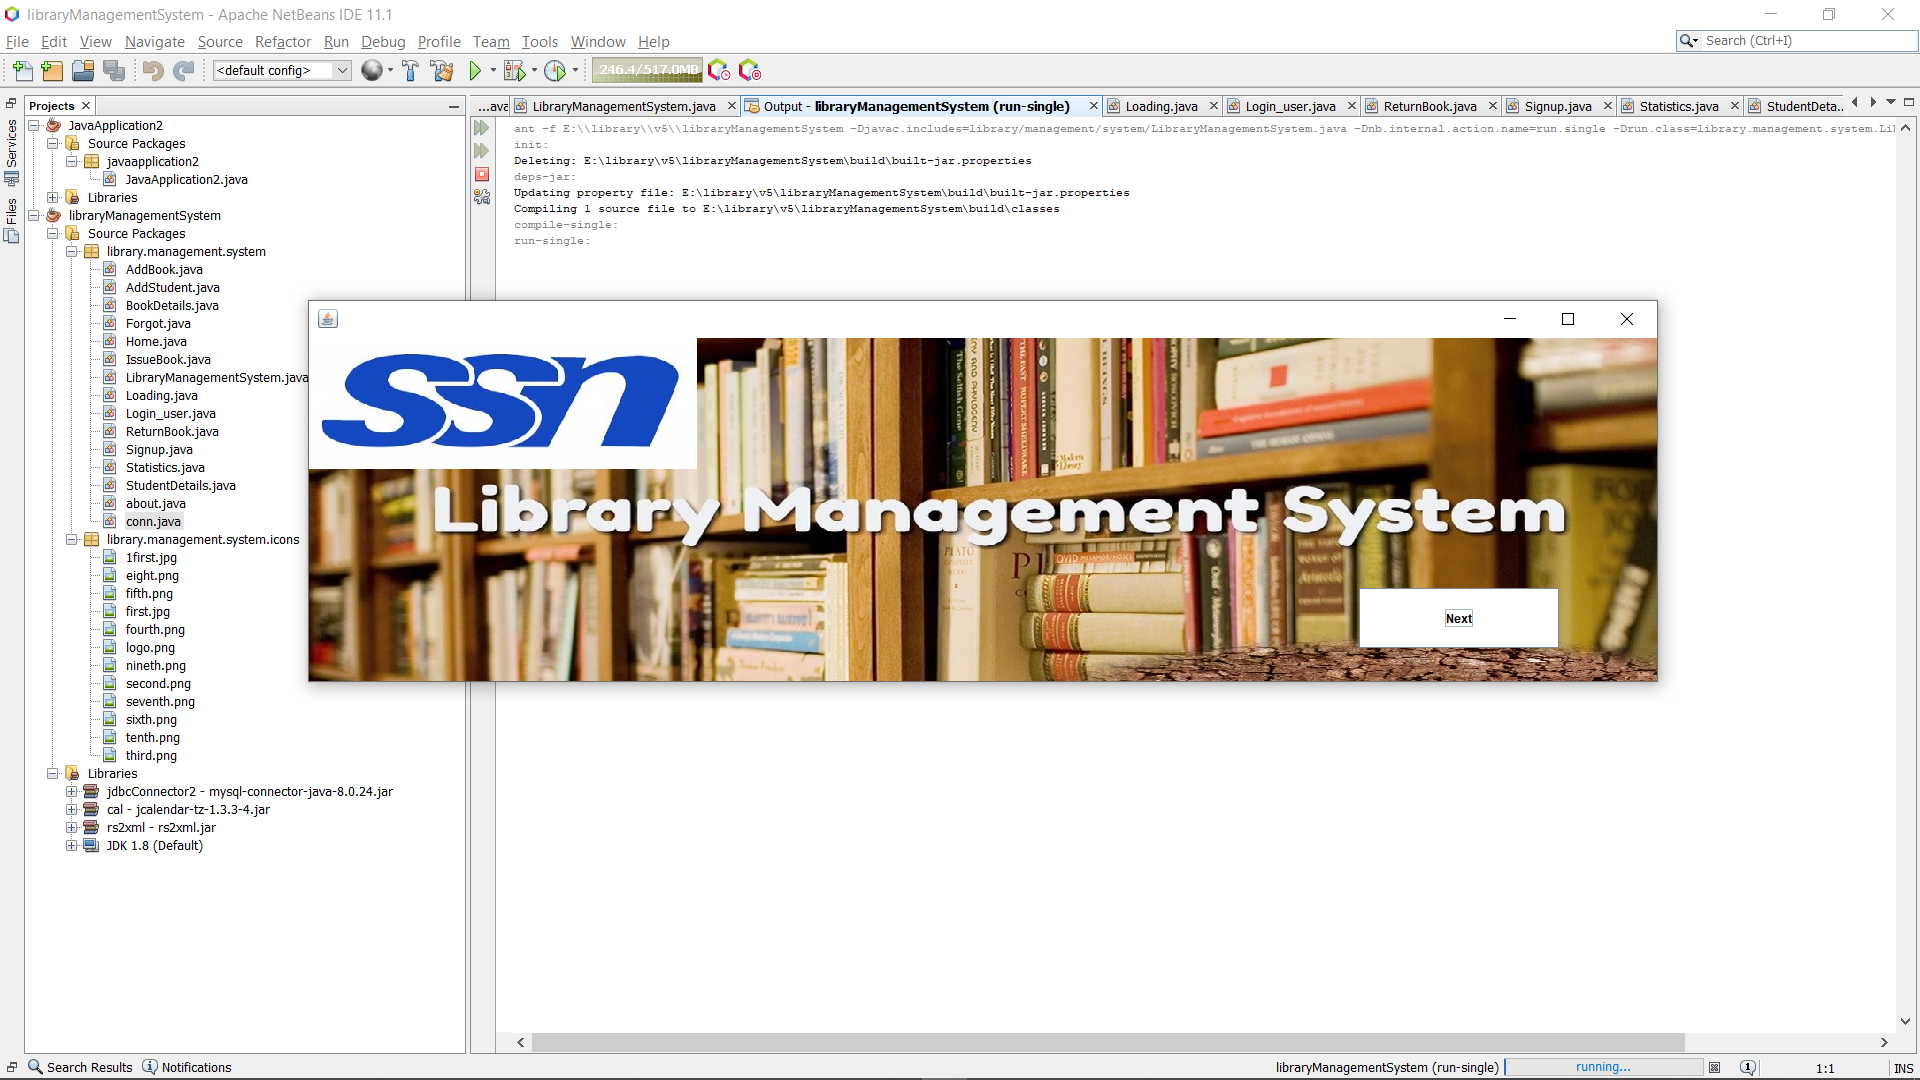 libraryManagementSystem - Apache NetBeans IDE 11.1
File Edit View Navigate Source Refactor Run Debug Profile Team Tools Window Help
Search (Ctrl+I)
<default config>
246.4/517.0MB
Services
Files
Projects
JavaApplication2
Source Packages
javaapplication2
JavaApplication2.java
Libraries
libraryManagementSystem
Source Packages
library.management.system
AddBook.java
AddStudent.java
BookDetails.java
Forgot.java
Home.java
IssueBook.java
LibraryManagementSystem.java
Loading.java
Login_user.java
ReturnBook.java
Signup.java
Statistics.java
StudentDetails.java
about.java
conn.java
library.management.system.icons
1first.jpg
eight.png
fifth.png
first.jpg
fourth.png
logo.png
nineth.png
second.png
seventh.png
sixth.png
tenth.png
third.png
Libraries
jdbcConnector2 - mysql-connector-java-8.0.24.jar
cal - jcalendar-tz-1.3.3-4.jar
rs2xml - rs2xml.jar
JDK 1.8 (Default)
...ava LibraryManagementSystem.java Output - libraryManagementSystem (run-single) Loading.java Login_user.java ReturnBook.java Signup.java Statistics.java StudentDeta...
ant -f E:\\library\\v5\\libraryManagementSystem -Djavac.includes=library/management/system/LibraryManagementSystem.java -Dnb.internal.action.name=run.single -Drun.class=library.management.system.Li
init:
Deleting: E:\library\v5\libraryManagementSystem\build\built-jar.properties
deps-jar:
Updating property file: E:\library\v5\libraryManagementSystem\build\built-jar.properties
Compiling 1 source file to E:\library\v5\libraryManagementSystem\build\classes
compile-single:
run-single:
ssn
Library Management System
The Selfish Gene
RUPERT SHELDRAKE
Modern Library
PLATO
OVID METAMORPHOSES
Next
Search Results Notifications
libraryManagementSystem (run-single) running... 1:1 INS